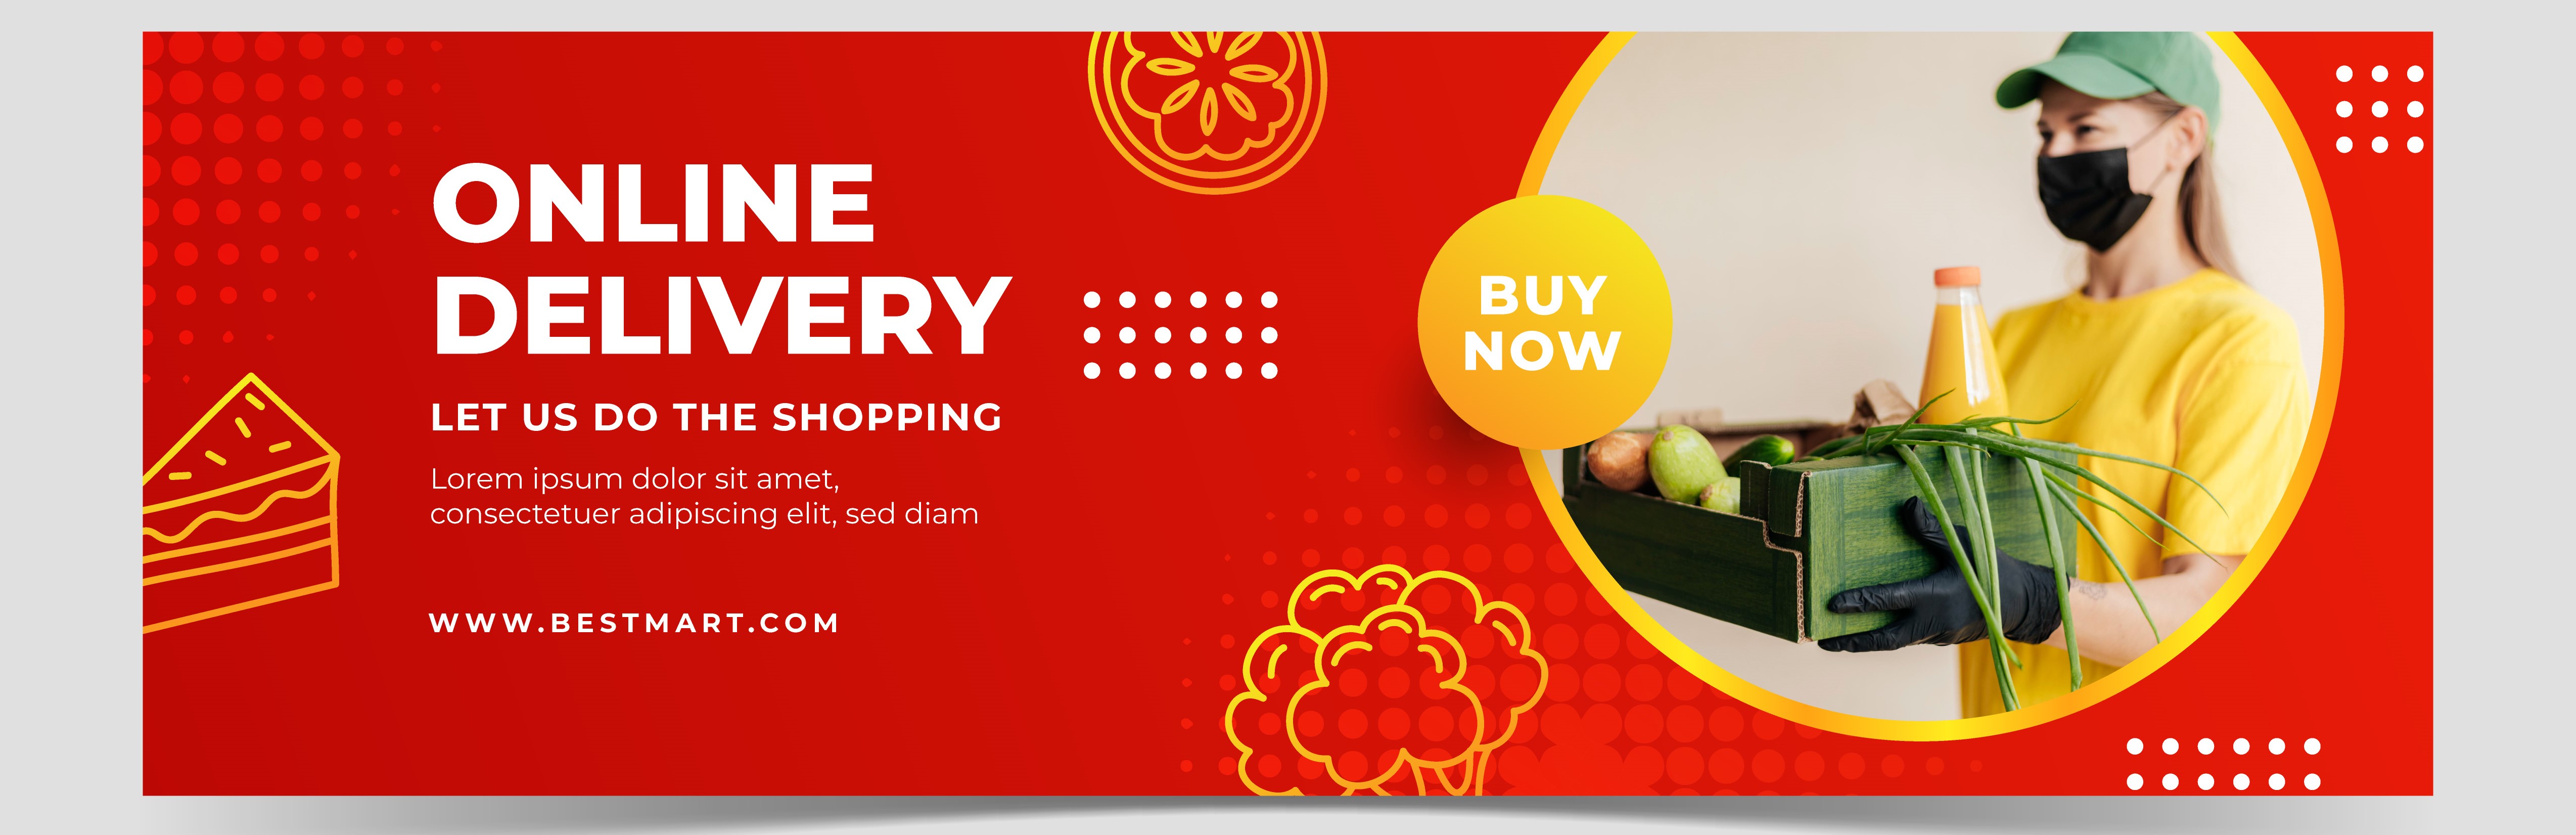 ONLINE
DELIVERY
LET US DO THE SHOPPING
Lorem ipsum dolor sit amet,
consectetuer adipiscing elit, sed diam
WWW.BESTMART.COM
BUY
NOW